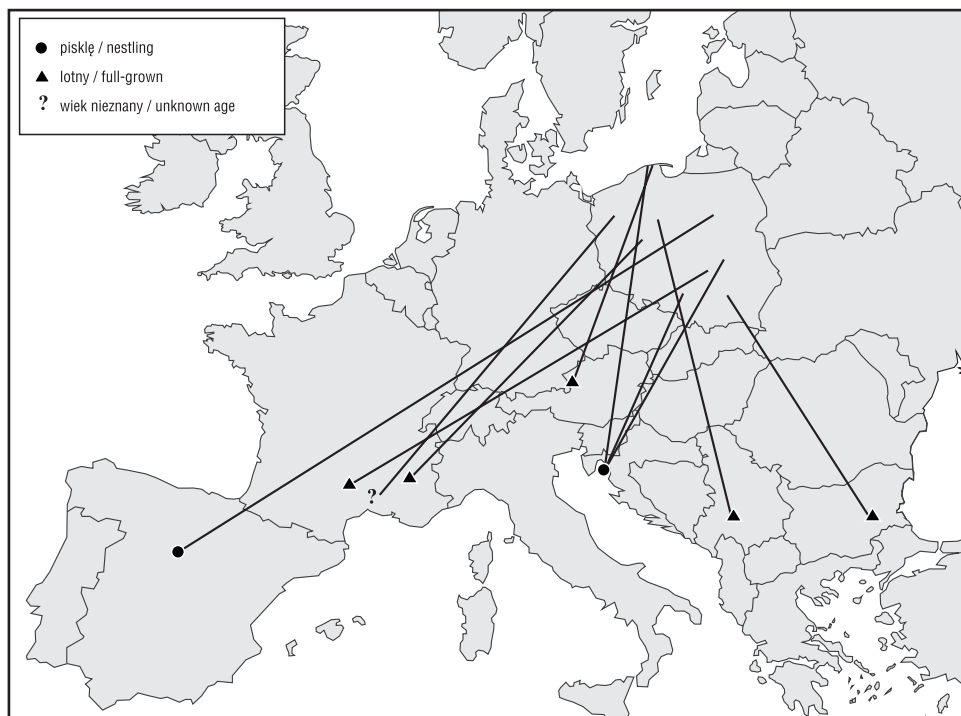 pisklę / nestling
lotny / full-grown
? wiek nieznany / unknown age
?